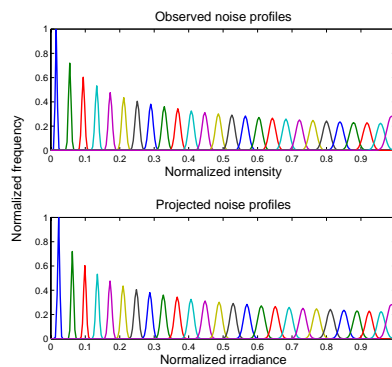 Observed noise profiles
1
0.8
0.6
0.4
0.2
0
0 0.1 0.2 0.3 0.4 0.5 0.6 0.7 0.8 0.9
Normalized intensity
Normalized frequency
Projected noise profiles
1
0.8
0.6
0.4
0.2
0
0 0.1 0.2 0.3 0.4 0.5 0.6 0.7 0.8 0.9
Normalized irradiance